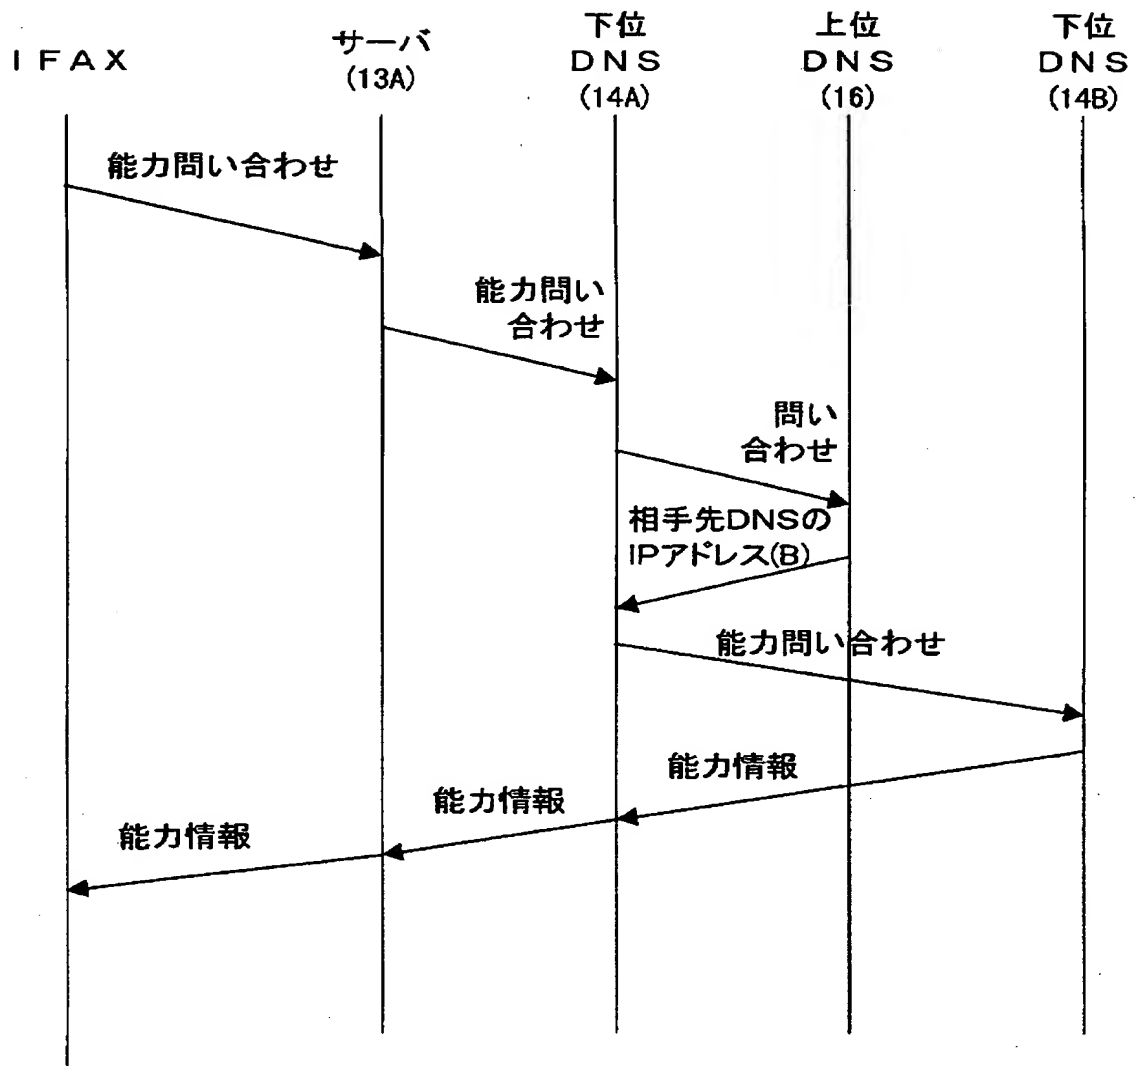 IFAX
サーバ
(13A)
下位
DNS
(14A)
上位
DNS
(16)
下位
DNS
(14B)
能力問い合わせ
能力問い
合わせ
問い
合わせ
相手先DNSの
IPアドレス(B)
能力問い合わせ
能力情報
能力情報
能力情報